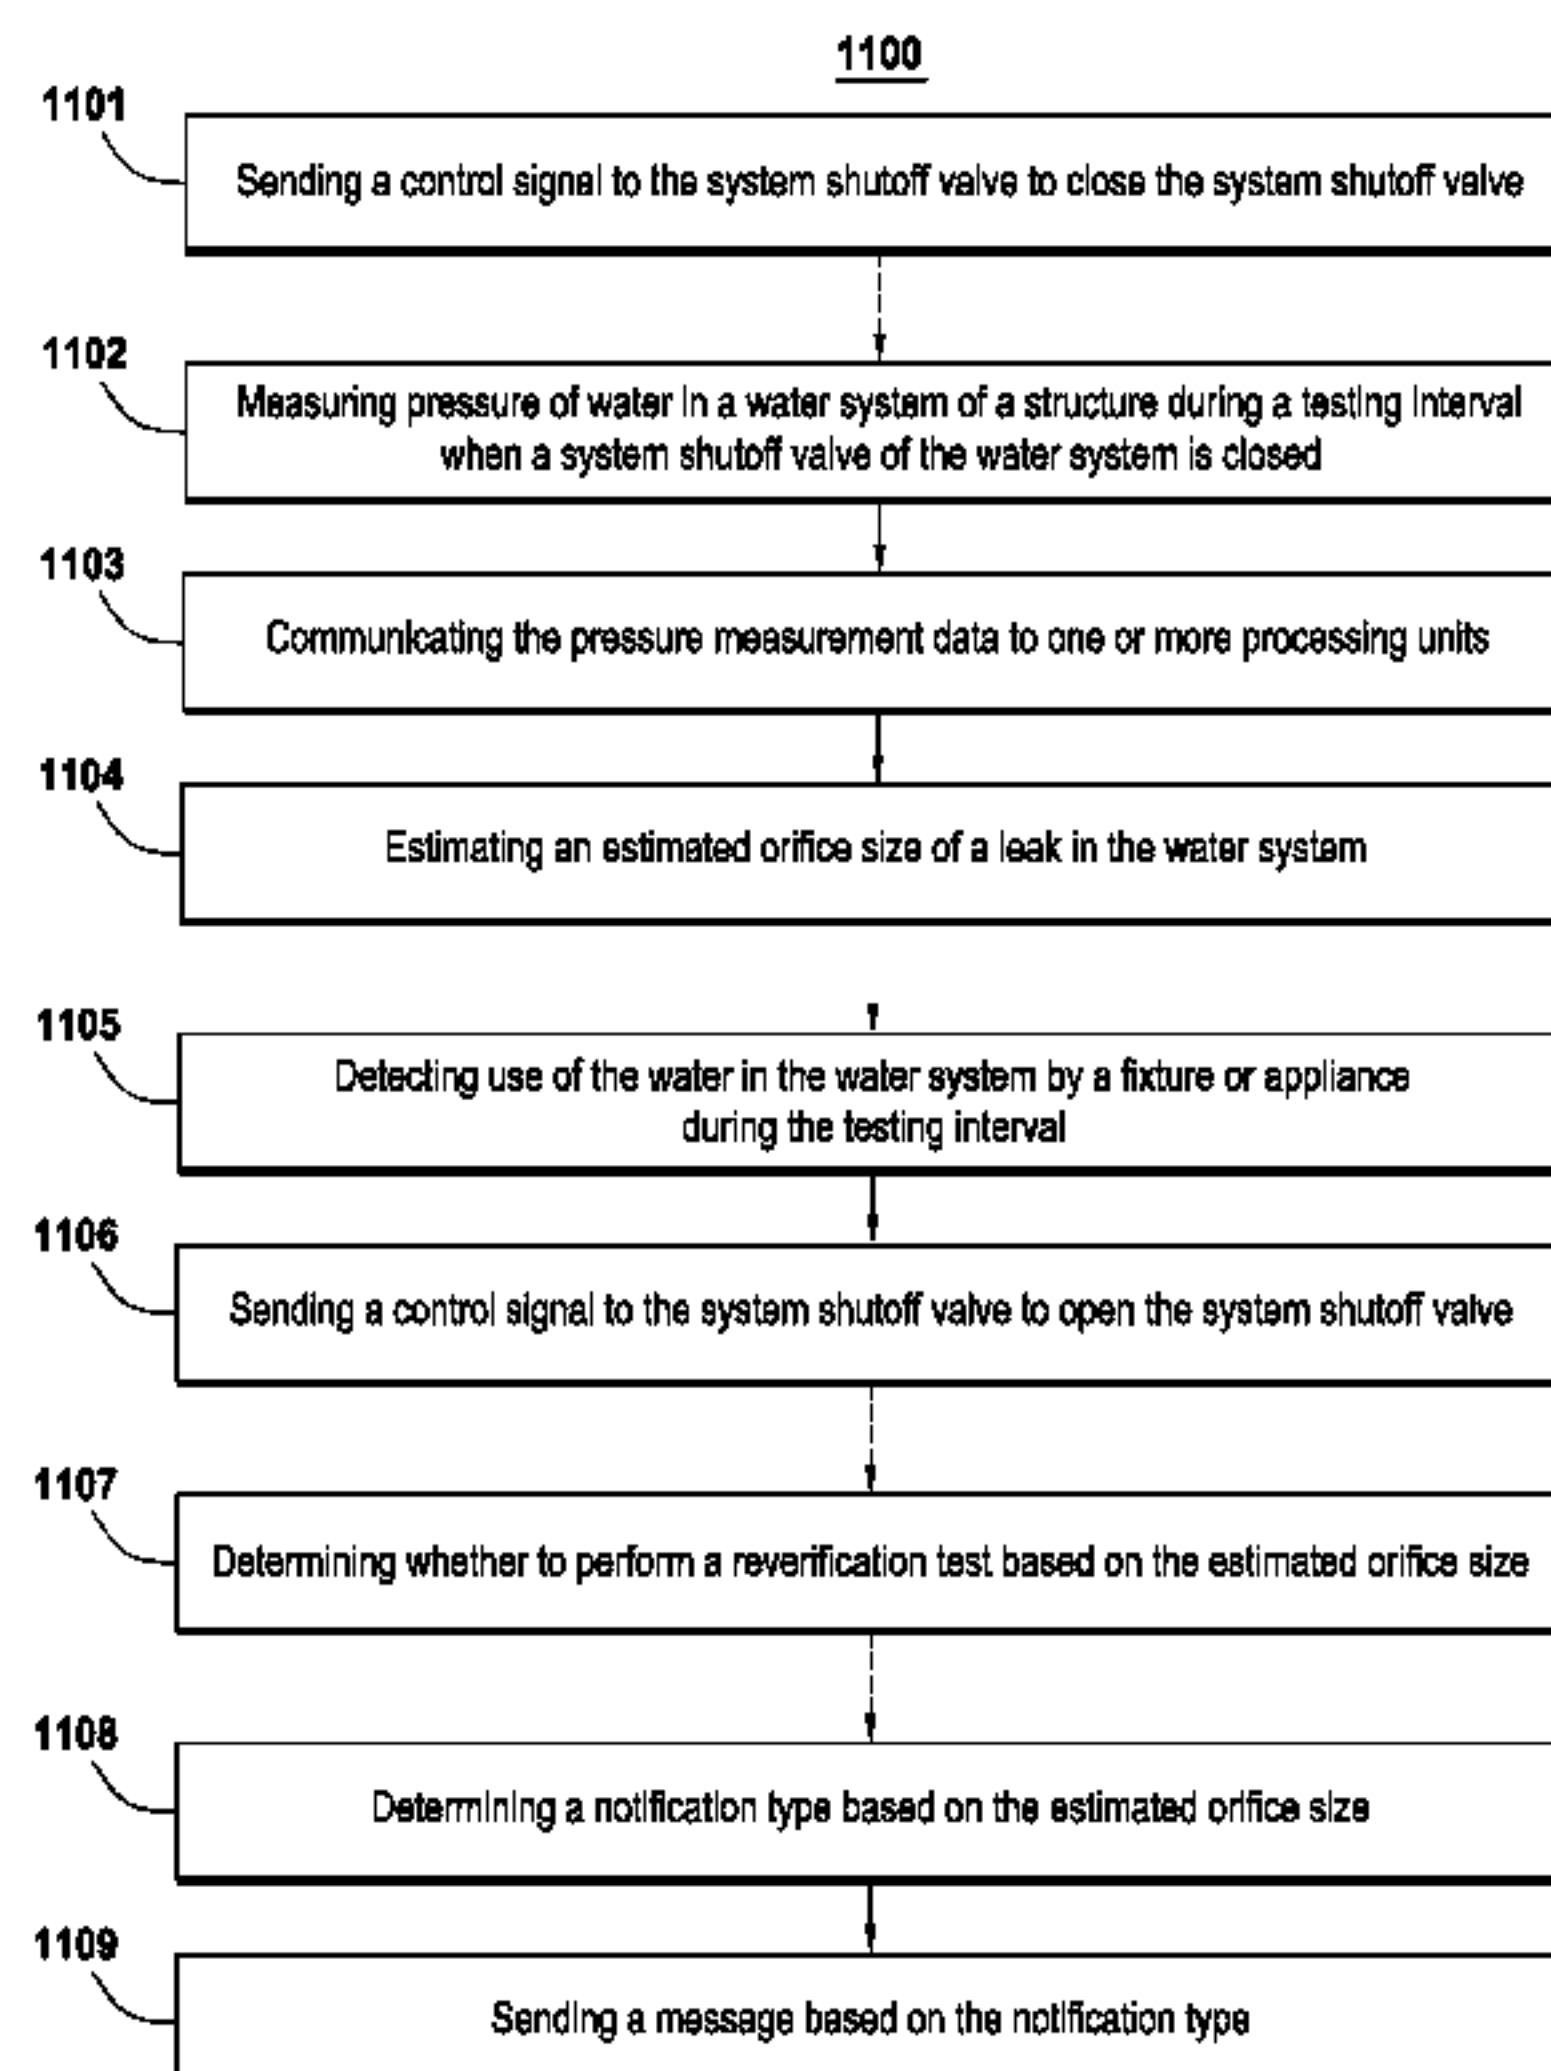 1100
1101
Sending a control signal to the system shutoff valve to close the system shutoff valve
1102
Measuring pressure of water in a water system of a structure during a testing interval
when a system shutoff valve of the water system is closed
1103
Communicating the pressure measurement data to one or more processing units
1104
Estimating an estimated orifice size of a leak in the water system
1105
Detecting use of the water in the water system by a fixture or appliance
during the testing interval
1106
Sending a control signal to the system shutoff valve to open the system shutoff valve
1107
Determining whether to perform a reverification test based on the estimated orifice size
1108
Determining a notification type based on the estimated orifice size
1109
Sending a message based on the notification type